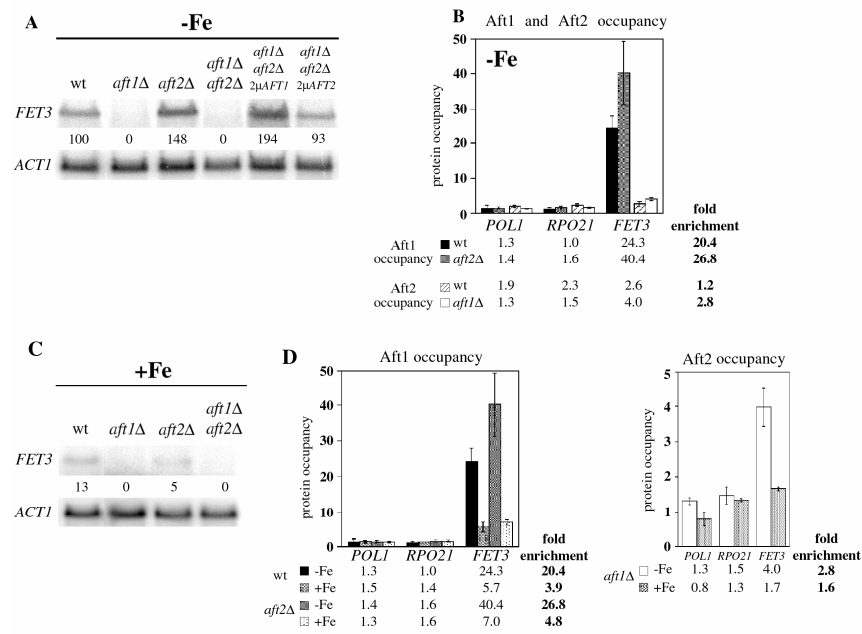 A
-Fe
wt aft1Δ aft2Δ aft1Δ aft2Δ aft1Δ aft2Δ 2μAFT1 aft1Δ aft2Δ 2μAFT2
FET3
100 0 148 0 194 93
ACT1
B Aft1 and Aft2 occupancy
-Fe
protein occupancy
50
40
30
20
10
0
POL1 RPO21 FET3 fold enrichment
Aft1 occupancy
wt 1.3 1.0 24.3 20.4
aft2Δ 1.4 1.6 40.4 26.8
Aft2 occupancy
wt 1.9 2.3 2.6 1.2
aft1Δ 1.3 1.5 4.0 2.8
C
+Fe
wt aft1Δ aft2Δ aft1Δ aft2Δ
FET3
13 0 5 0
ACT1
D Aft1 occupancy
protein occupancy
50
40
30
20
10
0
POL1 RPO21 FET3 fold enrichment
wt
-Fe 1.3 1.0 24.3 20.4
+Fe 1.5 1.4 5.7 3.9
aft2Δ
-Fe 1.4 1.6 40.4 26.8
+Fe 1.3 1.6 7.0 4.8
Aft2 occupancy
protein occupancy
5
4
3
2
1
0
POL1 RPO21 FET3 fold enrichment
aft1Δ
-Fe 1.3 1.5 4.0 2.8
+Fe 0.8 1.3 1.7 1.6